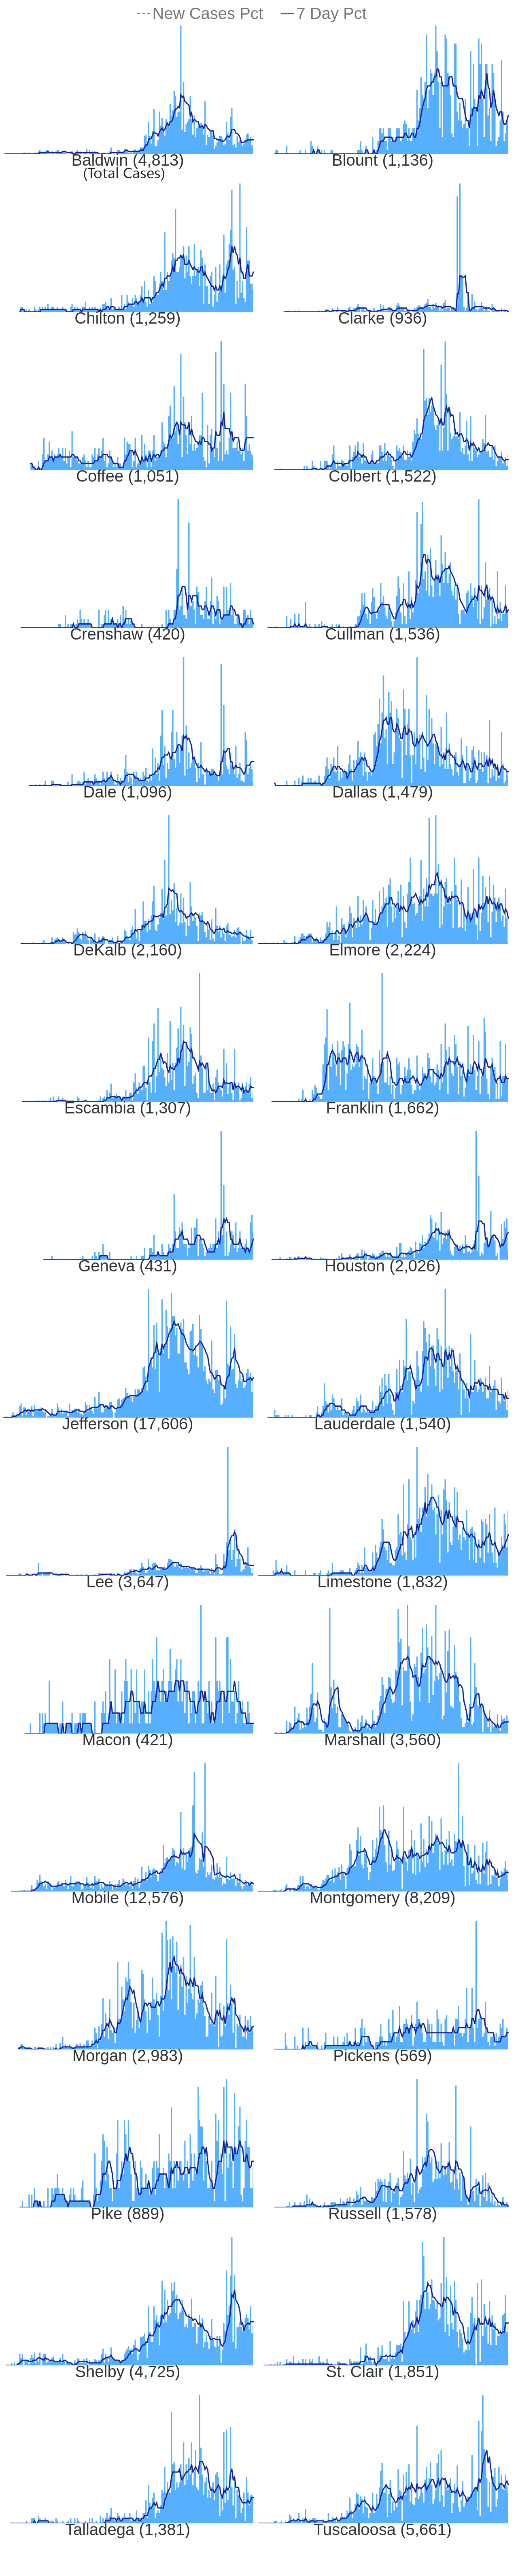 New Cases Pct 7 Day Pct
Baldwin (4,813) Blount (1,136)
(Total Cases)
Chilton (1,259) Clarke (936)
Coffee (1,051) Colbert (1,522)
Crenshaw (420) Cullman (1,536)
Dale (1,096) Dallas (1,479)
DeKalb (2,160) Elmore (2,224)
Escambia (1,307) Franklin (1,662)
Geneva (431) Houston (2,026)
Jefferson (17,606) Lauderdale (1,540)
Lee (3,647) Limestone (1,832)
Macon (421) Marshall (3,560)
Mobile (12,576) Montgomery (8,209)
Morgan (2,983) Pickens (569)
Pike (889) Russell (1,578)
Shelby (4,725) St. Clair (1,851)
Talladega (1,381) Tuscaloosa (5,661)